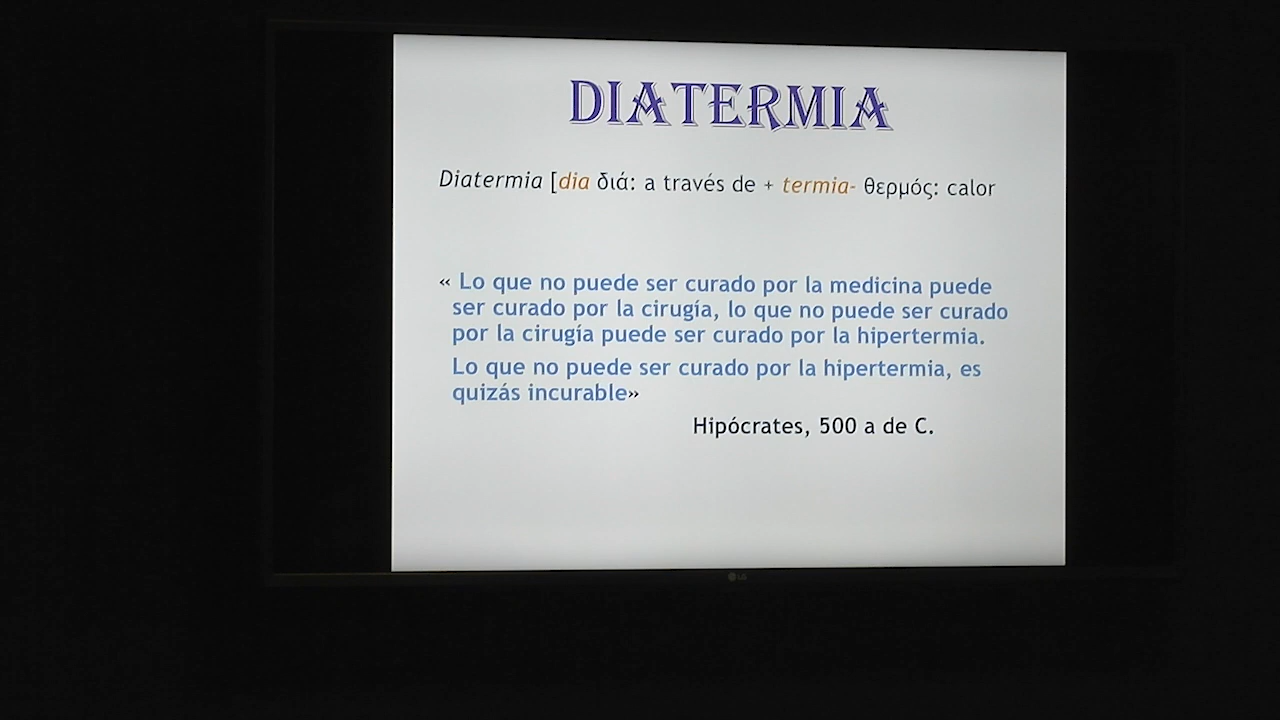 DIATERMIA
Diatermia [dia διά: a través de + termia- θερμός: calor
« Lo que no puede ser curado por la medicina puede
ser curado por la cirugía, lo que no puede ser curado
por la cirugía puede ser curado por la hipertermia.
Lo que no puede ser curado por la hipertermia, es
quizás incurable»
Hipócrates, 500 a de C.
LG